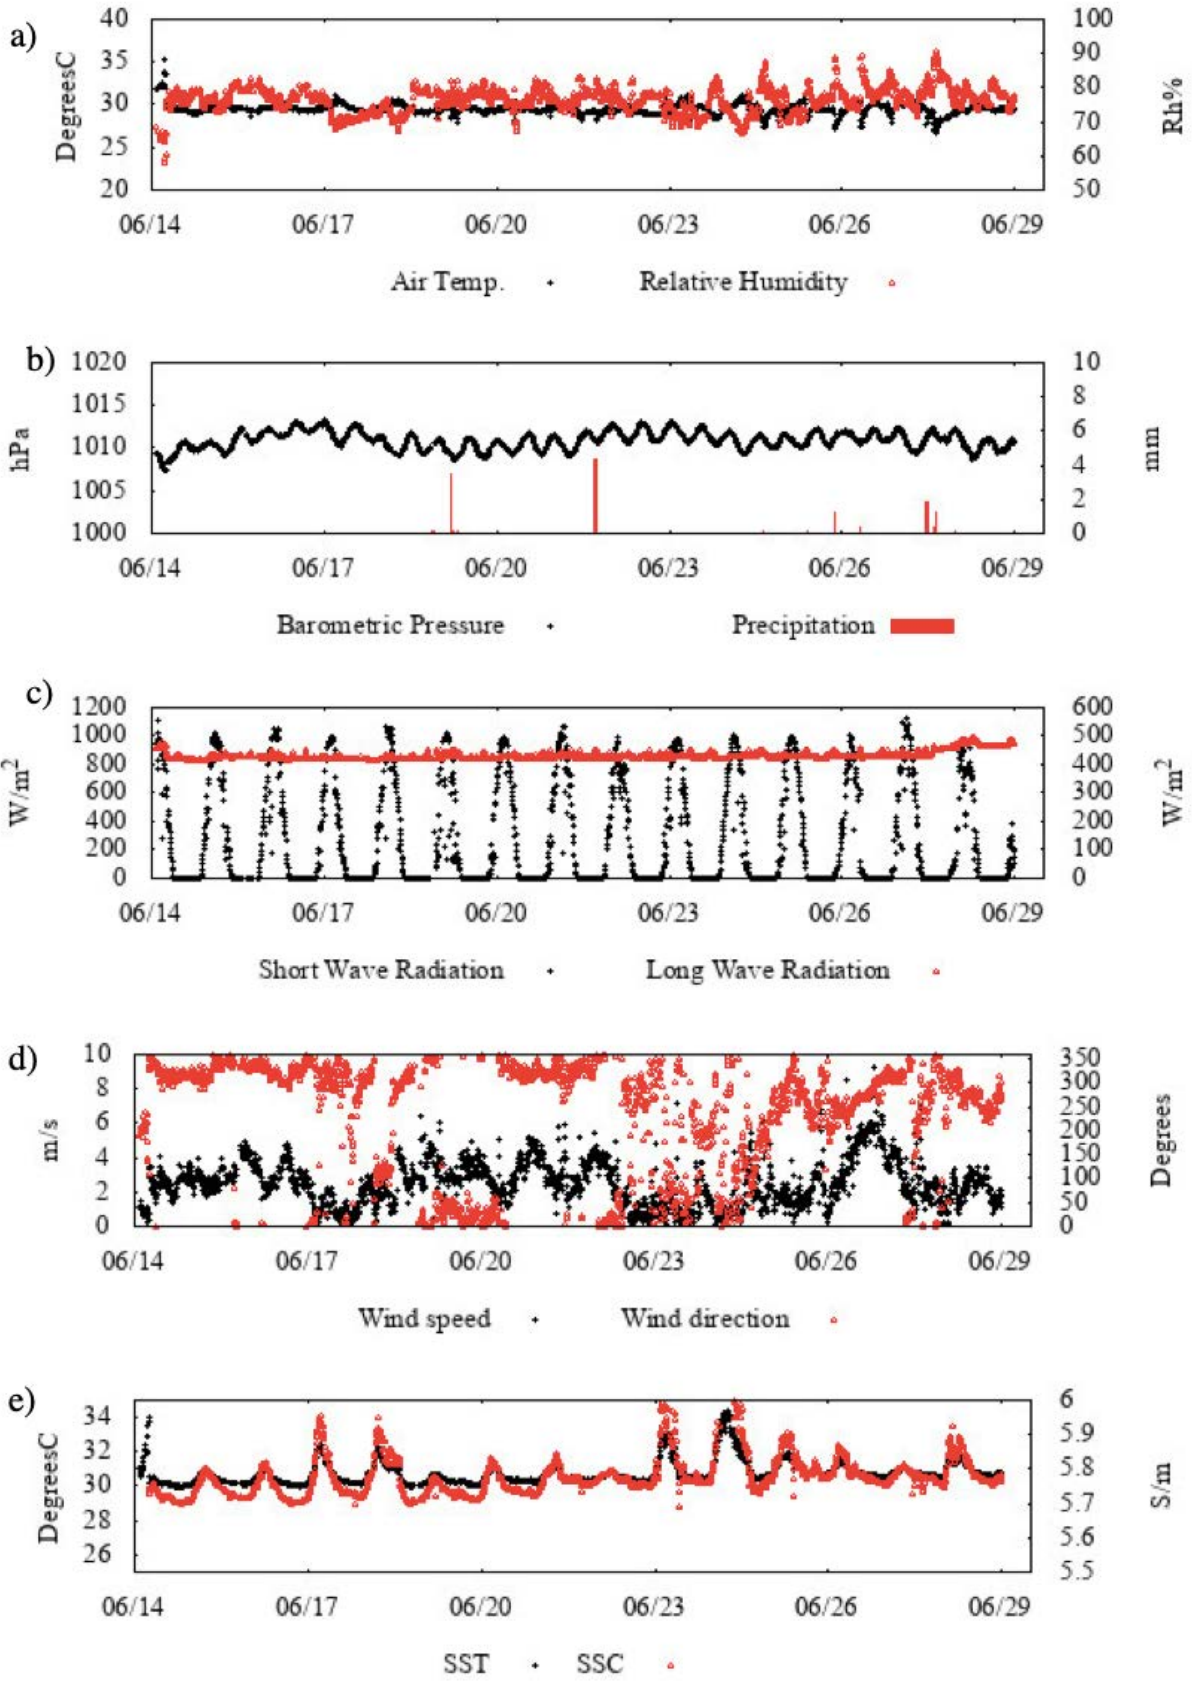 a)
40 100
35 90
80
30
70
25 60
20 50
DegreesC
Rh%
06/14 06/17 06/20 06/23 06/26 06/29
Air Temp. Relative Humidity
b)
1020 10
1015 8
1010 6
4
1005 2
1000 0
hPa
mm
06/14 06/17 06/20 06/23 06/26 06/29
Barometric Pressure Precipitation
c)
1200 600
1000 500
800 400
600 300
400 200
200 100
0 0
W/m²
W/m²
06/14 06/17 06/20 06/23 06/26 06/29
Short Wave Radiation Long Wave Radiation
d)
10 350
8 300
250
6 200
4 150
100
2 50
0 0
m/s
Degrees
06/14 06/17 06/20 06/23 06/26 06/29
Wind speed Wind direction
e)
6
34 5.9
32 5.8
30 5.7
28 5.6
26 5.5
DegreesC
S/m
06/14 06/17 06/20 06/23 06/26 06/29
SST SSC